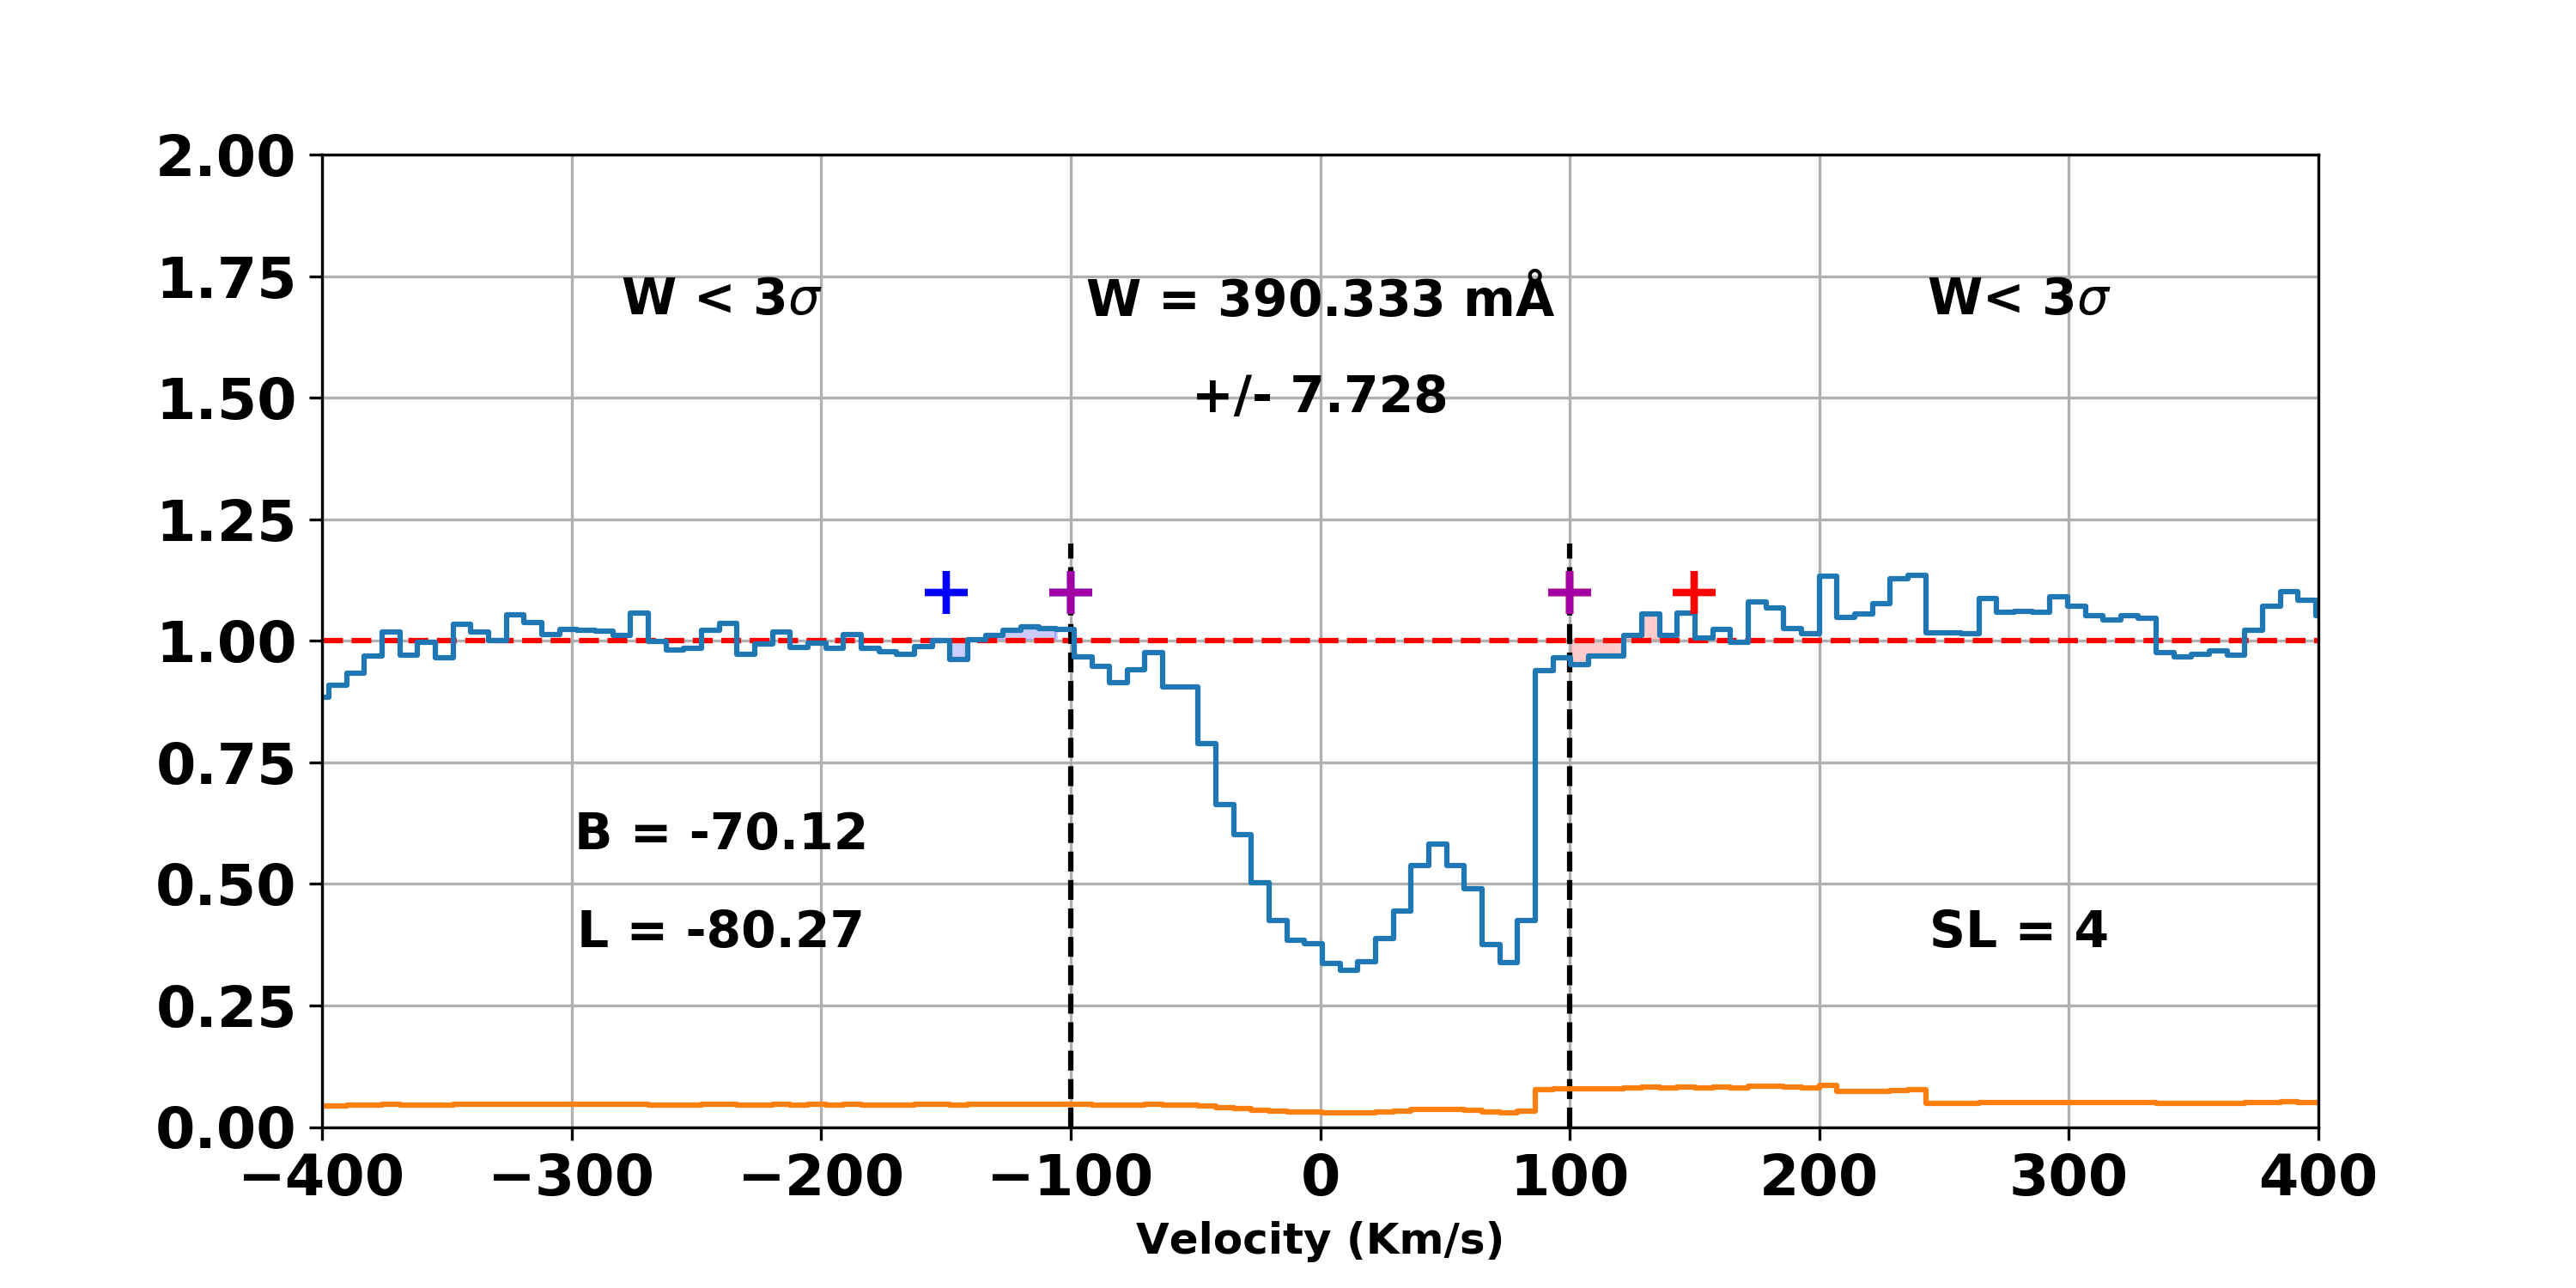 2.00
1.75
1.50
1.25
1.00
0.75
0.50
0.25
0.00
W < 3σ
W = 390.333 mÅ
+/- 7.728
W< 3σ
B = -70.12
L = -80.27
SL = 4
−400 −300 −200 −100 0 100 200 300 400
Velocity (Km/s)